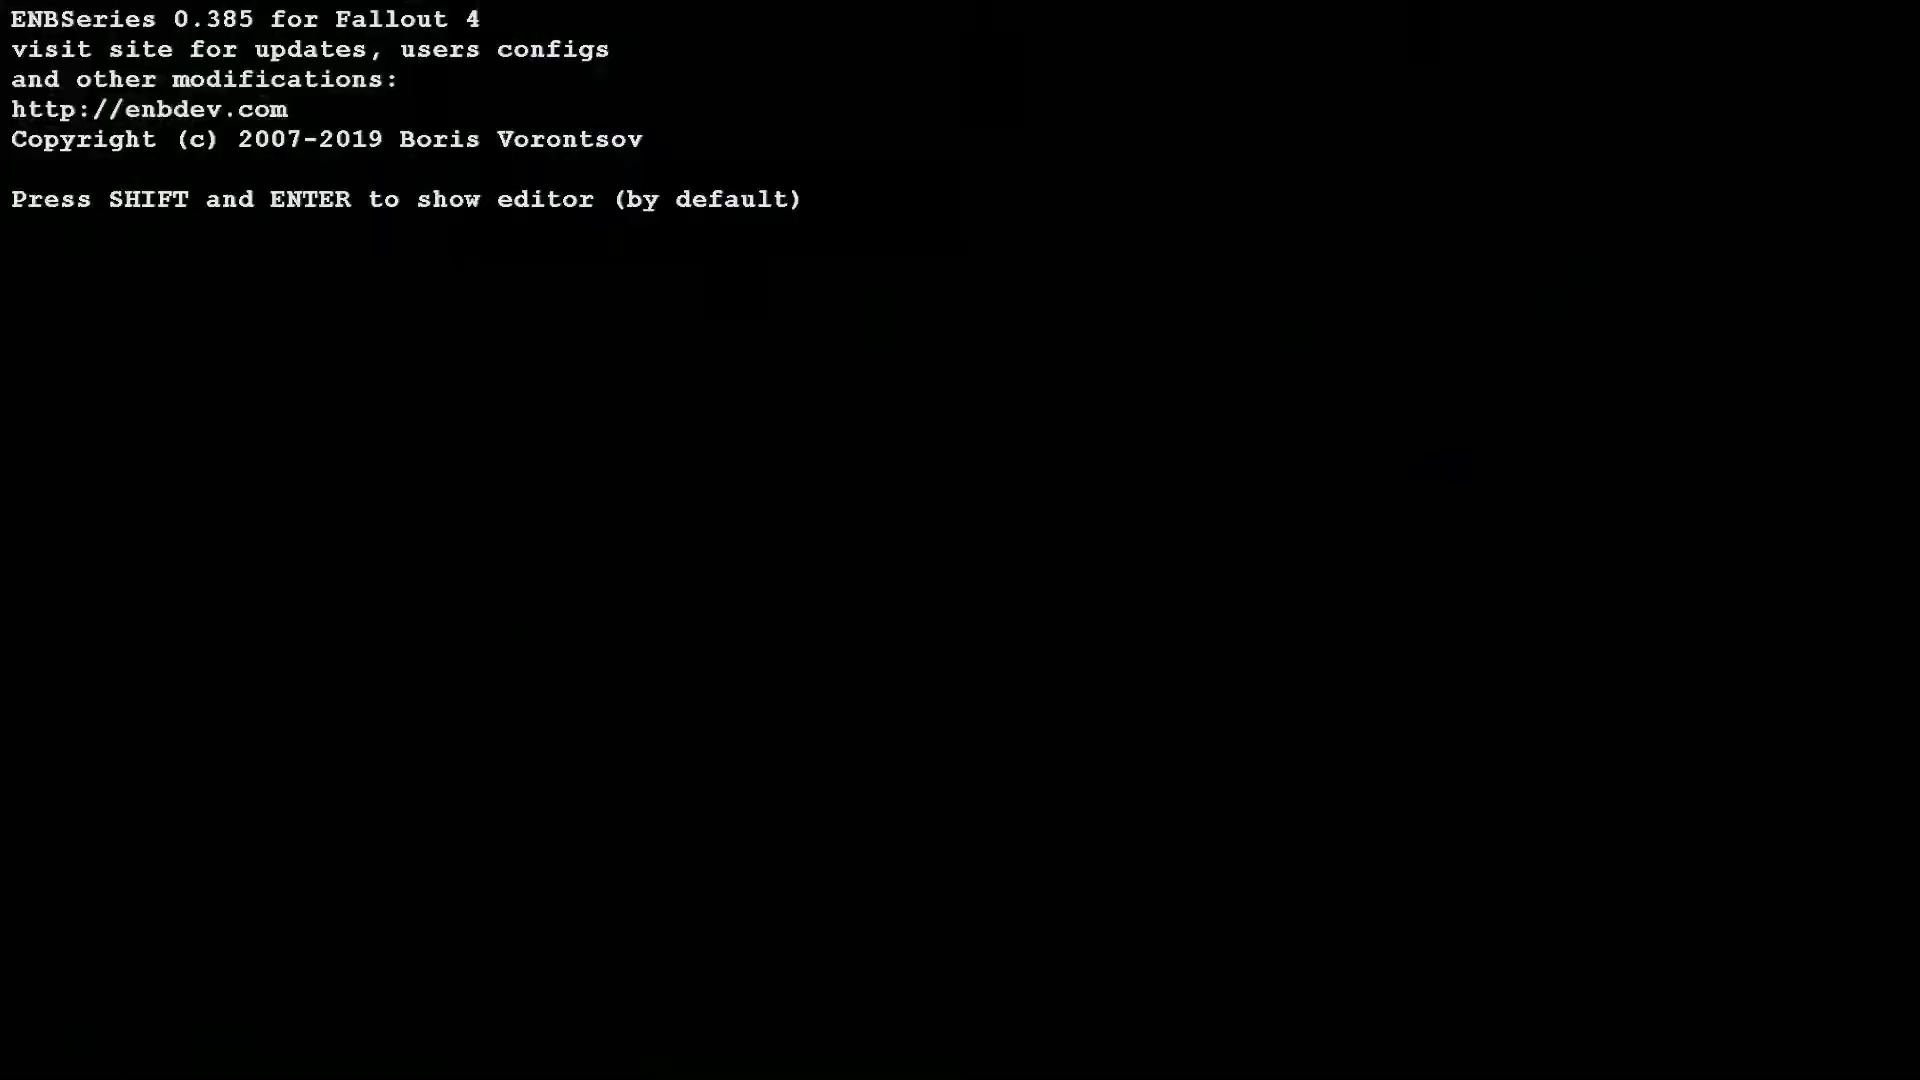 ENBSeries 0.385 for Fallout 4
visit site for updates, users configs
and other modifications:
http://enbdev.com
Copyright (c) 2007-2019 Boris Vorontsov
Press SHIFT and ENTER to show editor (by default)